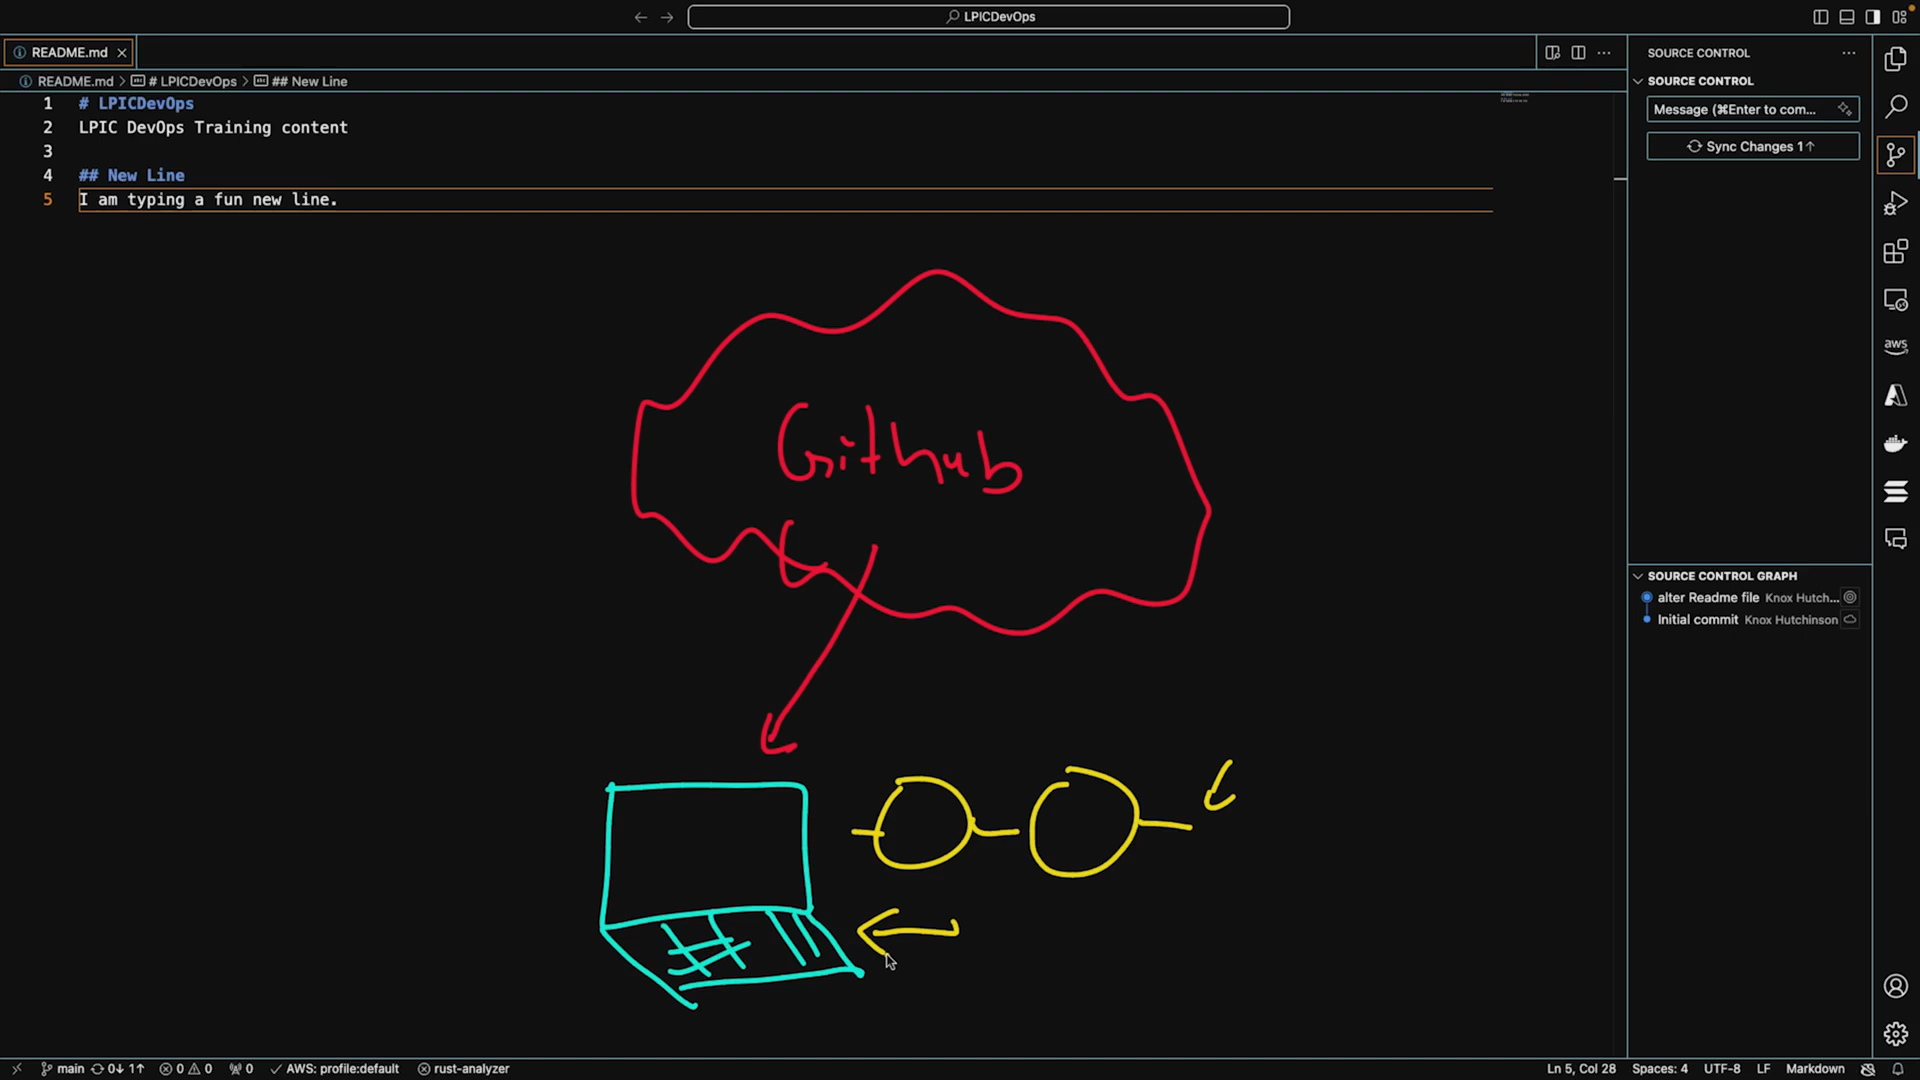 LPICDevOps
README.md
README.md > # LPICDevOps > ## New Line
1 # LPICDevOps
2 LPIC DevOps Training content
3
4 ## New Line
5 I am typing a fun new line.
Github
SOURCE CONTROL
SOURCE CONTROL
Message (⌘Enter to com...
Sync Changes 1↑
aws
SOURCE CONTROL GRAPH
alter Readme file Knox Hutch...
Initial commit Knox Hutchinson
main 0↓ 1↑ 0 0 0 AWS: profile:default rust-analyzer Ln 5, Col 28 Spaces: 4 UTF-8 LF Markdown